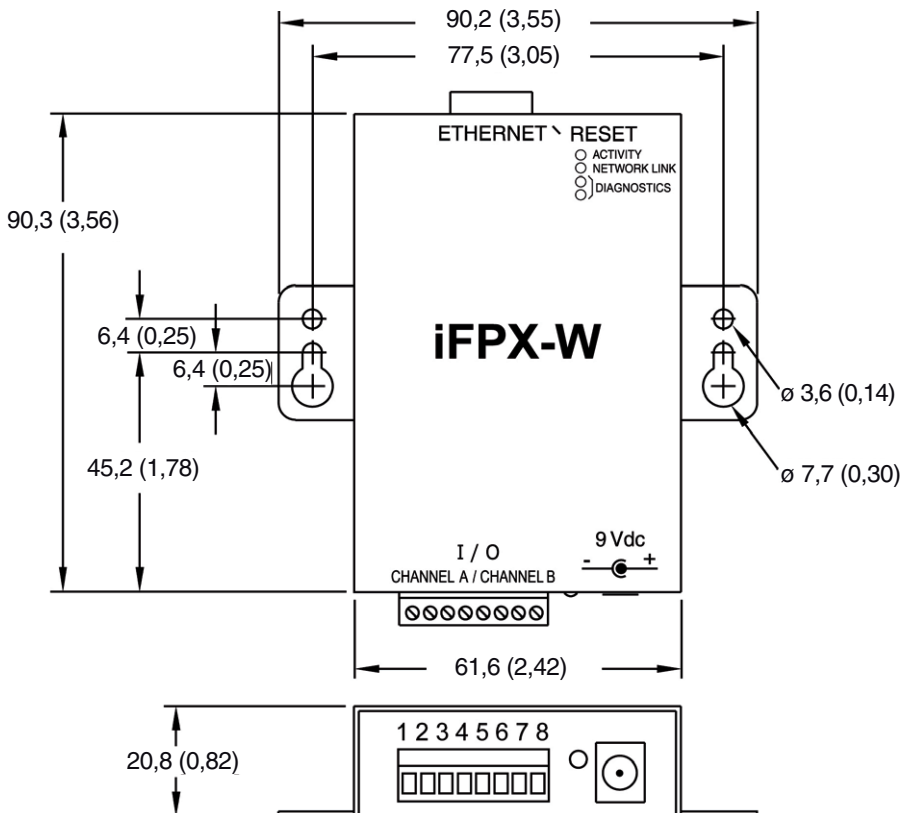 90,2 (3,55)
77,5 (3,05)
ETHERNET RESET
ACTIVITY
NETWORK LINK
DIAGNOSTICS
90,3 (3,56)
6,4 (0,25)
iFPX-W
6,4 (0,25)
ø 3,6 (0,14)
45,2 (1,78)
ø 7,7 (0,30)
I / O
9 Vdc
- +
CHANNEL A / CHANNEL B
61,6 (2,42)
1 2 3 4 5 6 7 8
20,8 (0,82)